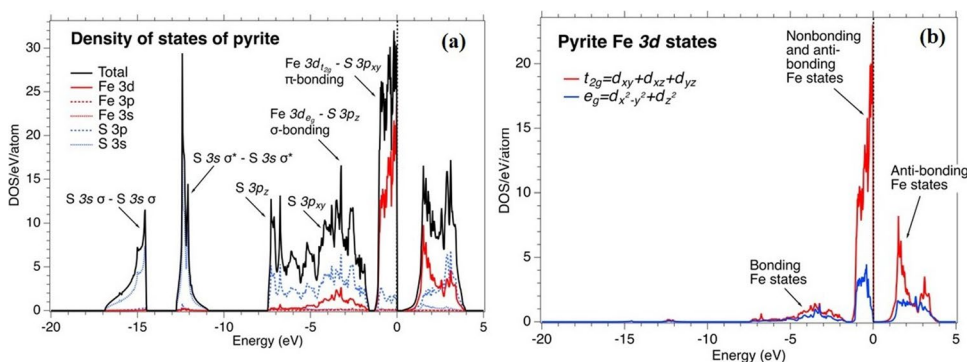 Density of states of pyrite
(a)
Total
Fe 3d
Fe 3p
Fe 3s
S 3p
S 3s
Fe 3d t2g - S 3pxy
π-bonding
Fe 3d eg - S 3pz
σ-bonding
S 3s σ* - S 3s σ*
S 3s σ - S 3s σ
S 3pz
S 3pxy
DOS/eV/atom
30
25
20
15
10
5
0
-20 -15 -10 -5 0 5
Energy (eV)
Pyrite Fe 3d states
(b)
t2g=dxy+dxz+dyz
eg=dx²-y²+dz²
Nonbonding
and anti-
bonding
Fe states
Anti-bonding
Fe states
Bonding
Fe states
DOS/eV/atom
20
15
10
5
0
-20 -15 -10 -5 0 5
Energy (eV)